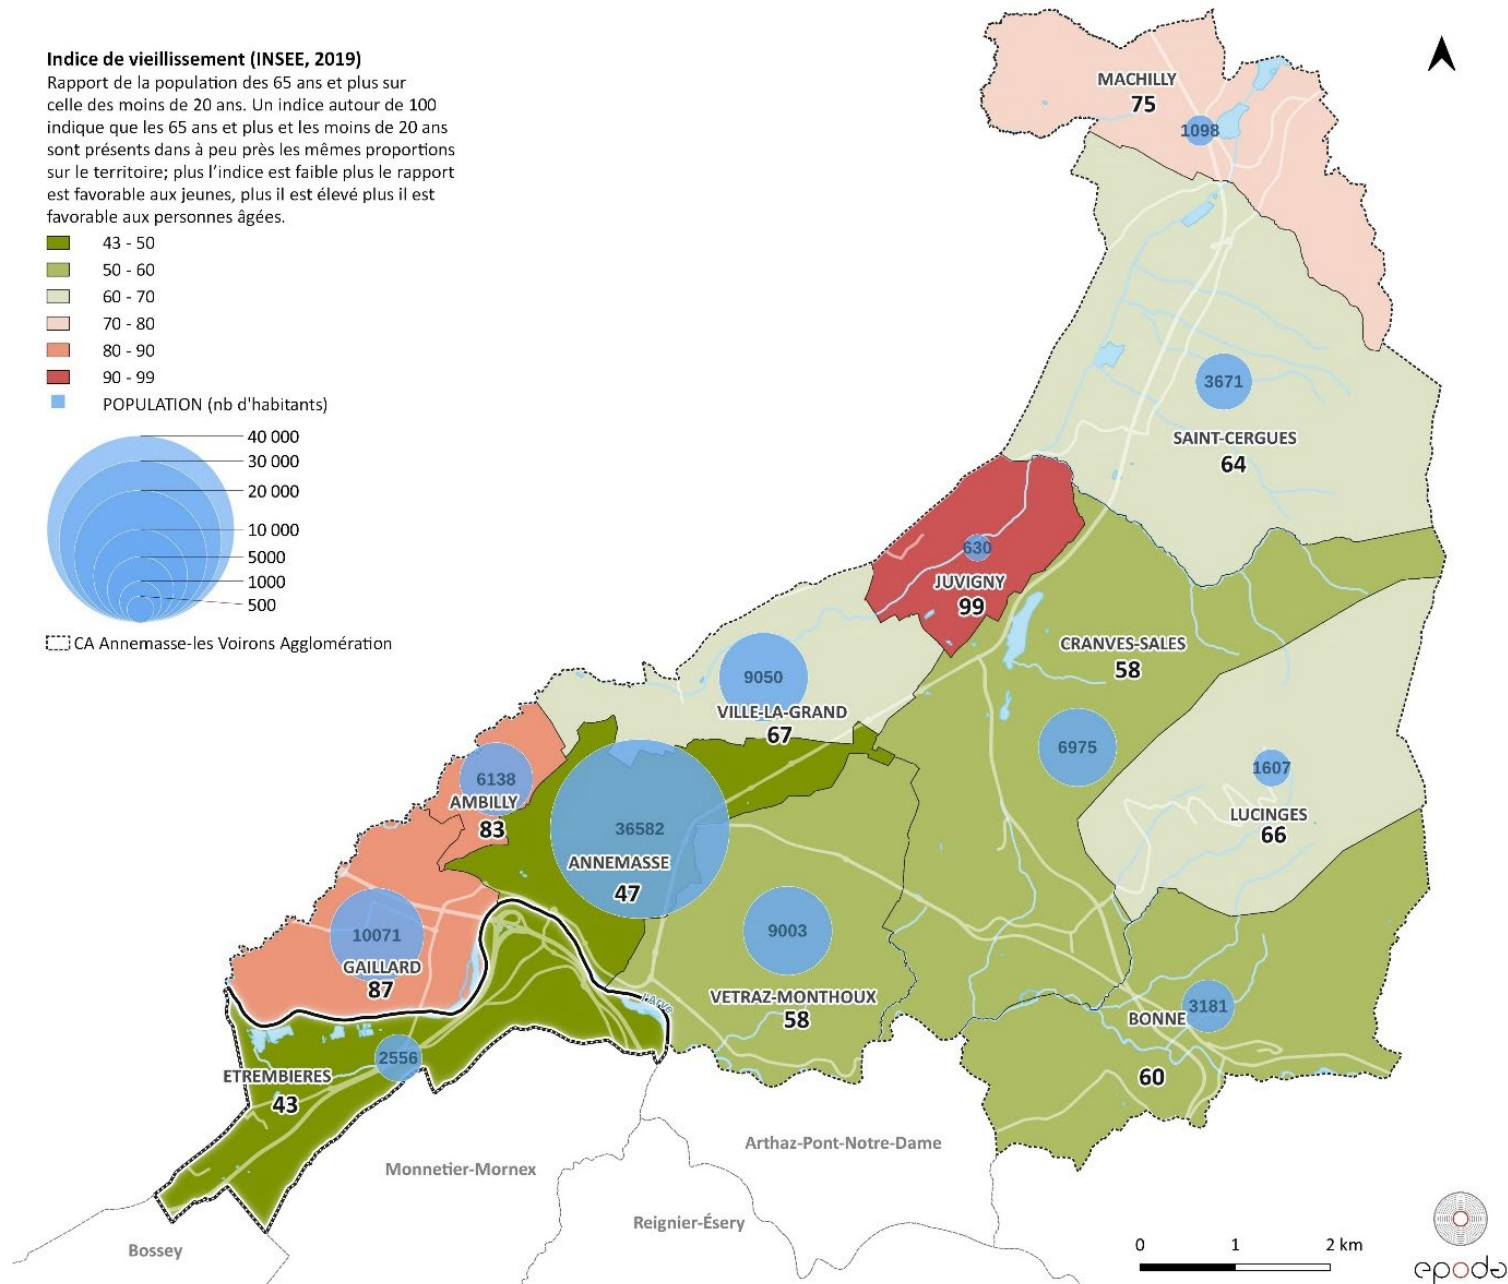 Indice de vieillissement (INSEE, 2019)
Rapport de la population des 65 ans et plus sur
celle des moins de 20 ans. Un indice autour de 100
indique que les 65 ans et plus et les moins de 20 ans
sont présents dans à peu près les mêmes proportions
sur le territoire; plus l'indice est faible plus le rapport
est favorable aux jeunes, plus il est élevé plus il est
favorable aux personnes âgées.
43 - 50
50 - 60
60 - 70
70 - 80
80 - 90
90 - 99
POPULATION (nb d'habitants)
40 000
30 000
20 000
10 000
5000
1000
500
CA Annemasse-les Voirons Agglomération
MACHILLY
75
1098
3671
SAINT-CERGUES
64
630
JUVIGNY
99
CRANVES-SALES
58
6975
9050
VILLE-LA-GRAND
67
1607
LUCINGES
66
6138
AMBILLY
83
36582
ANNEMASSE
47
10071
GAILLARD
87
9003
VETRAZ-MONTHOUX
58
l'Arve
3181
BONNE
60
2556
ETREMBIERES
43
Arthaz-Pont-Notre-Dame
Monnetier-Mornex
Reignier-Ésery
Bossey
0 1 2 km
epode